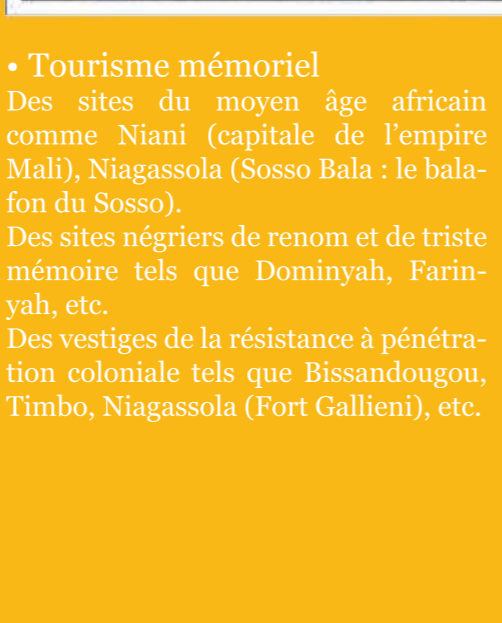 • Tourisme mémoriel
Des sites du moyen âge africain
comme Niani (capitale de l’empire
Mali), Niagassola (Sosso Bala : le bala-
fon du Sosso).
Des sites négriers de renom et de triste
mémoire tels que Dominyah, Farin-
yah, etc.
Des vestiges de la résistance à pénétra-
tion coloniale tels que Bissandougou,
Timbo, Niagassola (Fort Gallieni), etc.